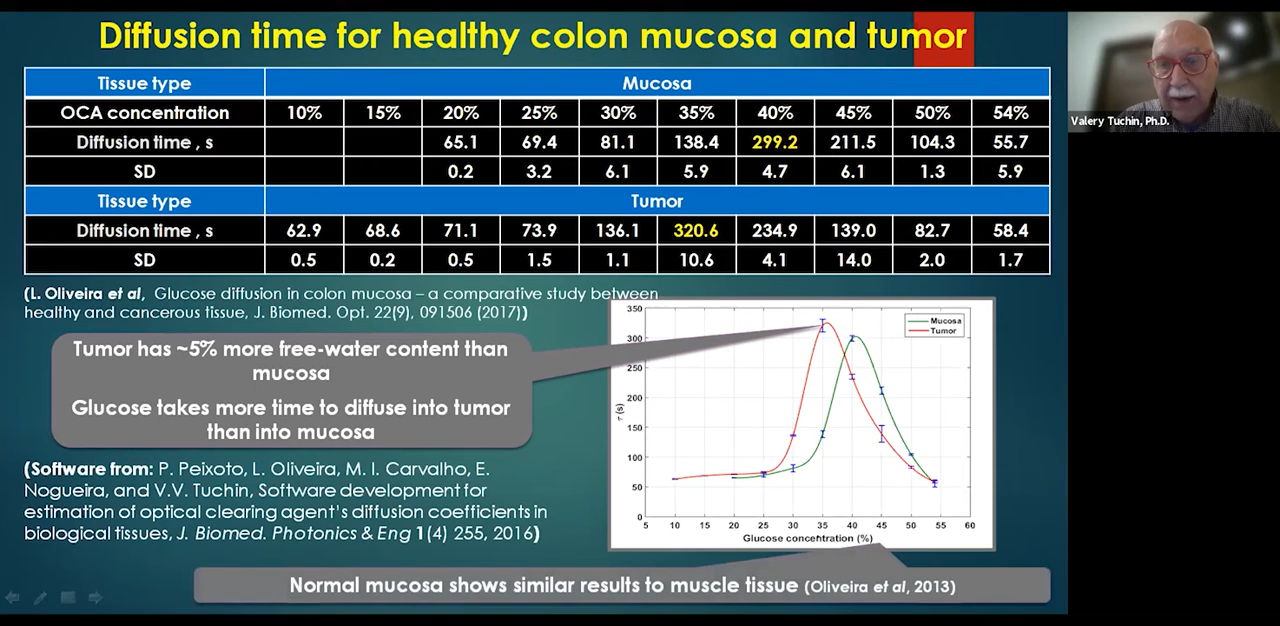 Diffusion time for healthy colon mucosa and tumor
Tissue type Mucosa
OCA concentration 10% 15% 20% 25% 30% 35% 40% 45% 50% 54%
Diffusion time , s 65.1 69.4 81.1 138.4 299.2 211.5 104.3 55.7
SD 0.2 3.2 6.1 5.9 4.7 6.1 1.3 5.9
Tissue type Tumor
Diffusion time , s 62.9 68.6 71.1 73.9 136.1 320.6 234.9 139.0 82.7 58.4
SD 0.5 0.2 0.5 1.5 1.1 10.6 4.1 14.0 2.0 1.7
(L. Oliveira et al, Glucose diffusion in colon mucosa – a comparative study between
healthy and cancerous tissue, J. Biomed. Opt. 22(9), 091506 (2017))
Tumor has ~5% more free-water content than
mucosa
Glucose takes more time to diffuse into tumor
than into mucosa
(Software from: P. Peixoto, L. Oliveira, M. I. Carvalho, E.
Nogueira, and V.V. Tuchin, Software development for
estimation of optical clearing agent's diffusion coefficients in
biological tissues, J. Biomed. Photonics & Eng 1(4) 255, 2016)
350
300
250
200
150
100
50
0
τ (s)
Mucosa
Tumor
5 10 15 20 25 30 35 40 45 50 55 60
Glucose concentration (%)
Normal mucosa shows similar results to muscle tissue (Oliveira et al, 2013)
Valery Tuchin, Ph.D.